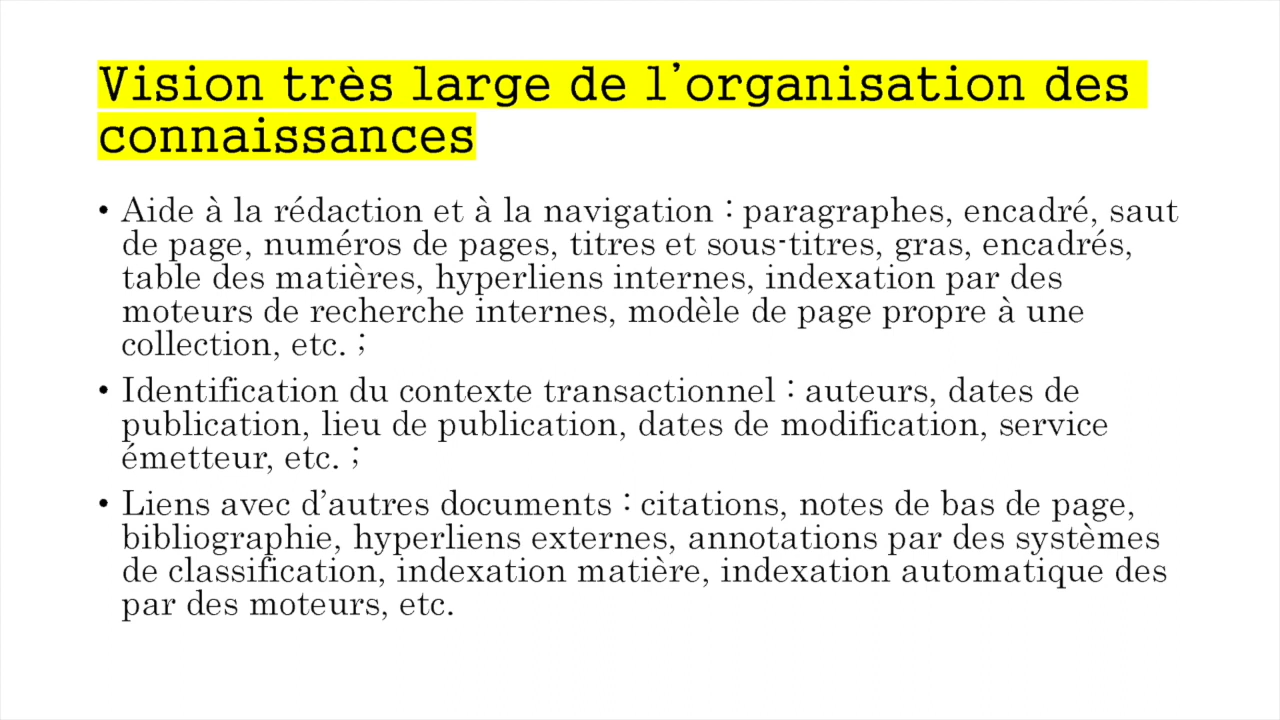 Vision très large de l’organisation des
connaissances
• Aide à la rédaction et à la navigation : paragraphes, encadré, saut
de page, numéros de pages, titres et sous-titres, gras, encadrés,
table des matières, hyperliens internes, indexation par des
moteurs de recherche internes, modèle de page propre à une
collection, etc. ;
• Identification du contexte transactionnel : auteurs, dates de
publication, lieu de publication, dates de modification, service
émetteur, etc. ;
• Liens avec d’autres documents : citations, notes de bas de page,
bibliographie, hyperliens externes, annotations par des systèmes
de classification, indexation matière, indexation automatique des
par des moteurs, etc.